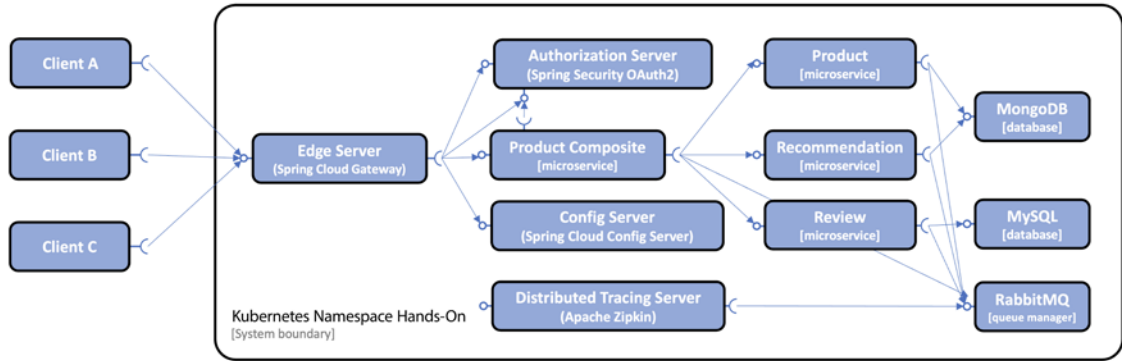 Client A
Client B
Client C
Edge Server
(Spring Cloud Gateway)
Authorization Server
(Spring Security OAuth2)
Product Composite
[microservice]
Config Server
(Spring Cloud Config Server)
Distributed Tracing Server
(Apache Zipkin)
Product
[microservice]
Recommendation
[microservice]
Review
[microservice]
MongoDB
[database]
MySQL
[database]
RabbitMQ
[queue manager]
Kubernetes Namespace Hands-On
[System boundary]